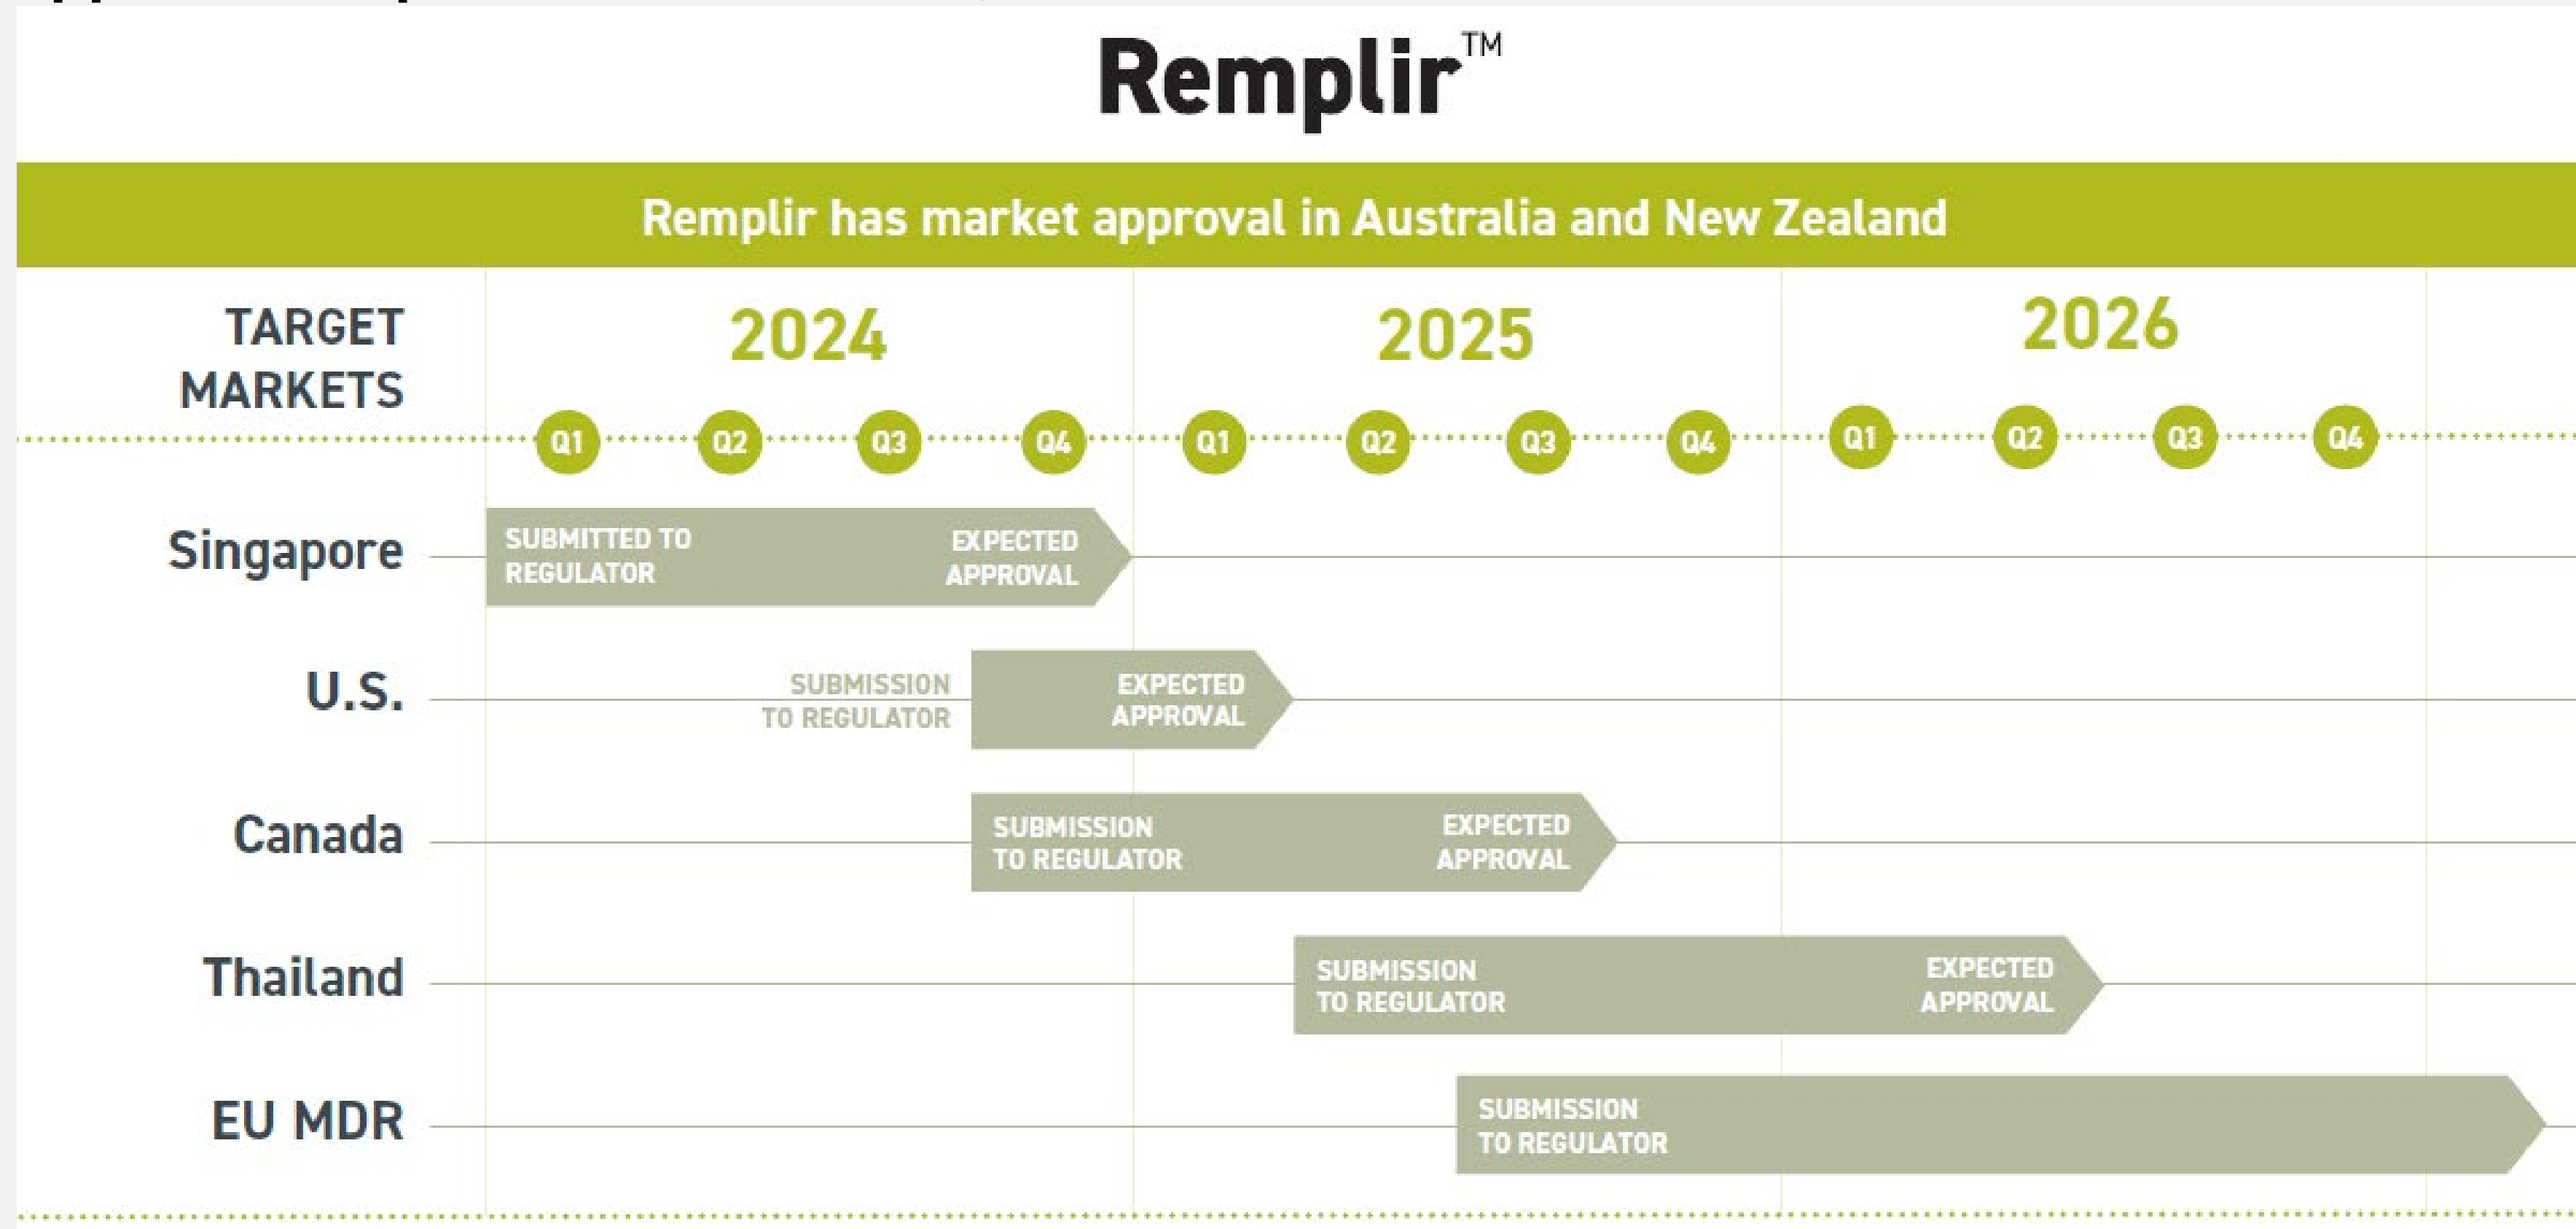 Remplir™
Remplir has market approval in Australia and New Zealand
TARGET
MARKETS
2024
2025
2026
Q1 Q2 Q3 Q4 Q1 Q2 Q3 Q4 Q1 Q2 Q3 Q4
Singapore
SUBMITTED TO
REGULATOR
EXPECTED
APPROVAL
U.S.
SUBMISSION
TO REGULATOR
EXPECTED
APPROVAL
Canada
SUBMISSION
TO REGULATOR
EXPECTED
APPROVAL
Thailand
SUBMISSION
TO REGULATOR
EXPECTED
APPROVAL
EU MDR
SUBMISSION
TO REGULATOR